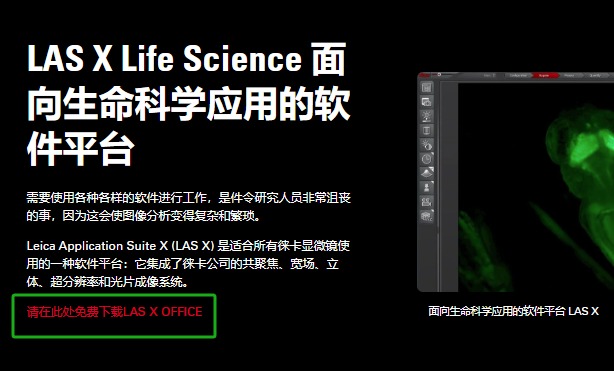 LAS X Life Science 面
向生命科学应用的软
件平台
需要使用各种各样的软件进行工作，是件令研究人员非常沮丧
的事，因为这会使图像分析变得复杂和繁琐。
Leica Application Suite X (LAS X) 是适合所有徕卡显微镜使
用的一种软件平台：它集成了徕卡公司的共聚焦、宽场、立
体、超分辨率和光片成像系统。
请在此处免费下载LAS X OFFICE
面向生命科学应用的软件平台 LAS X